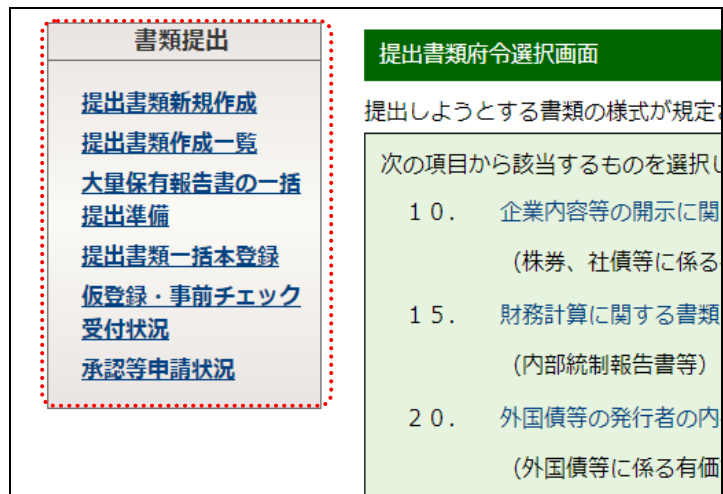 書類提出
提出書類新規作成
提出書類作成一覧
大量保有報告書の一括
提出準備
提出書類一括本登録
仮登録・事前チェック
受付状況
承認等申請状況
提出書類府令選択画面
提出しようとする書類の様式が規定
次の項目から該当するものを選択し
１０． 企業内容等の開示に関
(株券、社債等に係る
１５． 財務計算に関する書類
(内部統制報告書等)
２０． 外国債等の発行者の内
(外国債等に係る有価